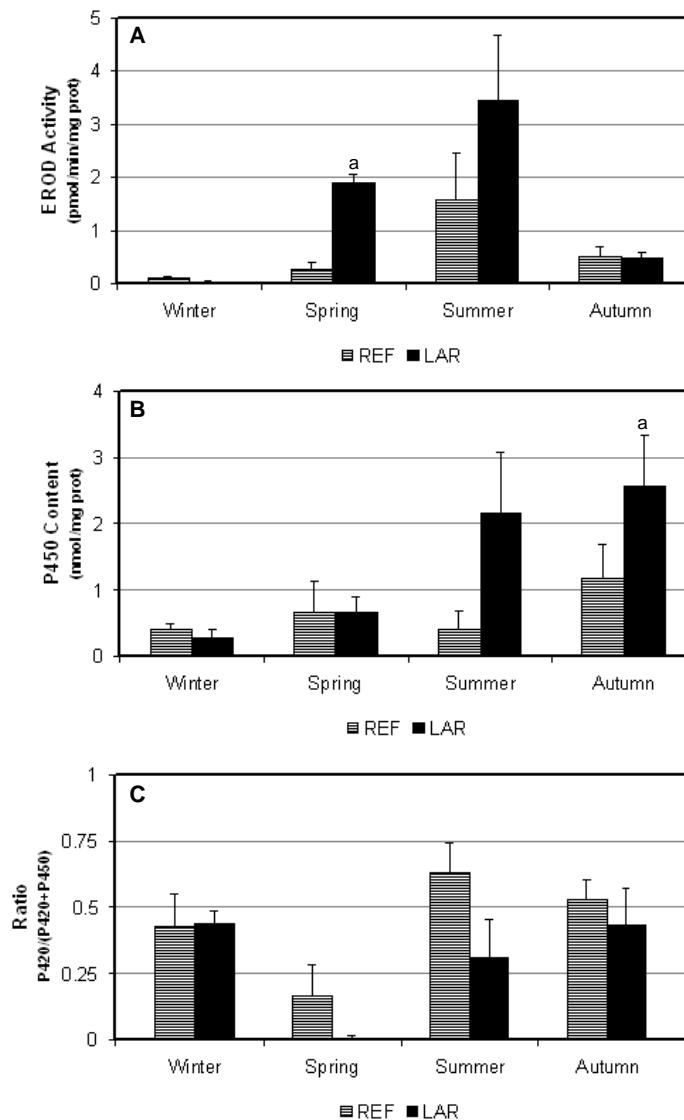 5
A
4
3
2
1
0
EROD Activity
(pmol/min/mg prot)
a
Winter Spring Summer Autumn
REF LAR
4
B
a
3
2
1
0
P450 Content
(nmol/mg prot)
Winter Spring Summer Autumn
REF LAR
1
C
0.75
0.5
0.25
0
Ratio
P420/(P420+P450)
Winter Spring Summer Autumn
REF LAR